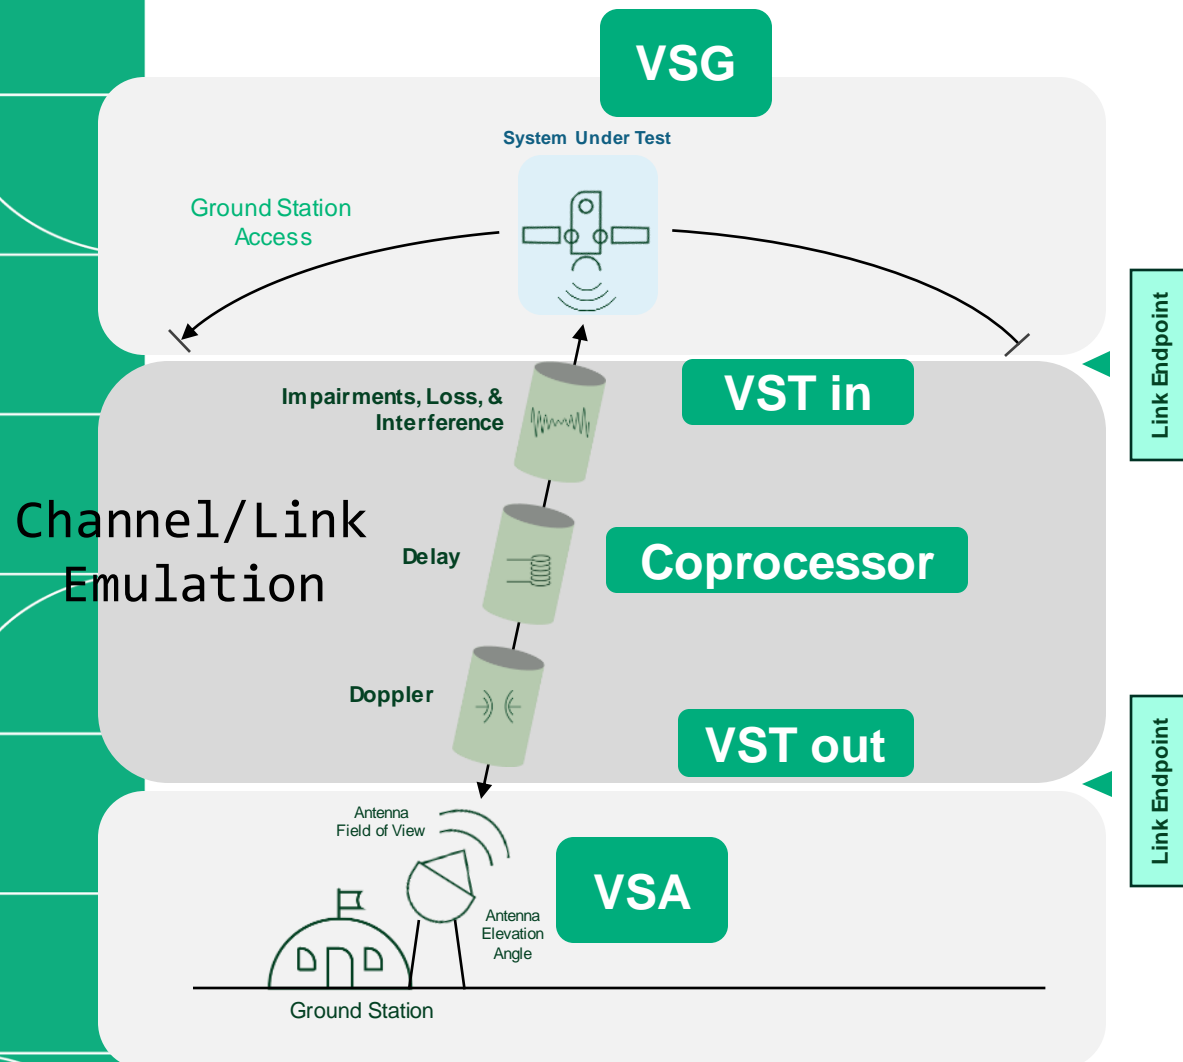 VSG
System Under Test
Ground Station
Access
Link Endpoint
VST in
Impairments, Loss, &
Interference
Channel/Link
Emulation
Delay
Coprocessor
Doppler
VST out
Link Endpoint
Antenna
Field of View
VSA
Antenna
Elevation
Angle
Ground Station